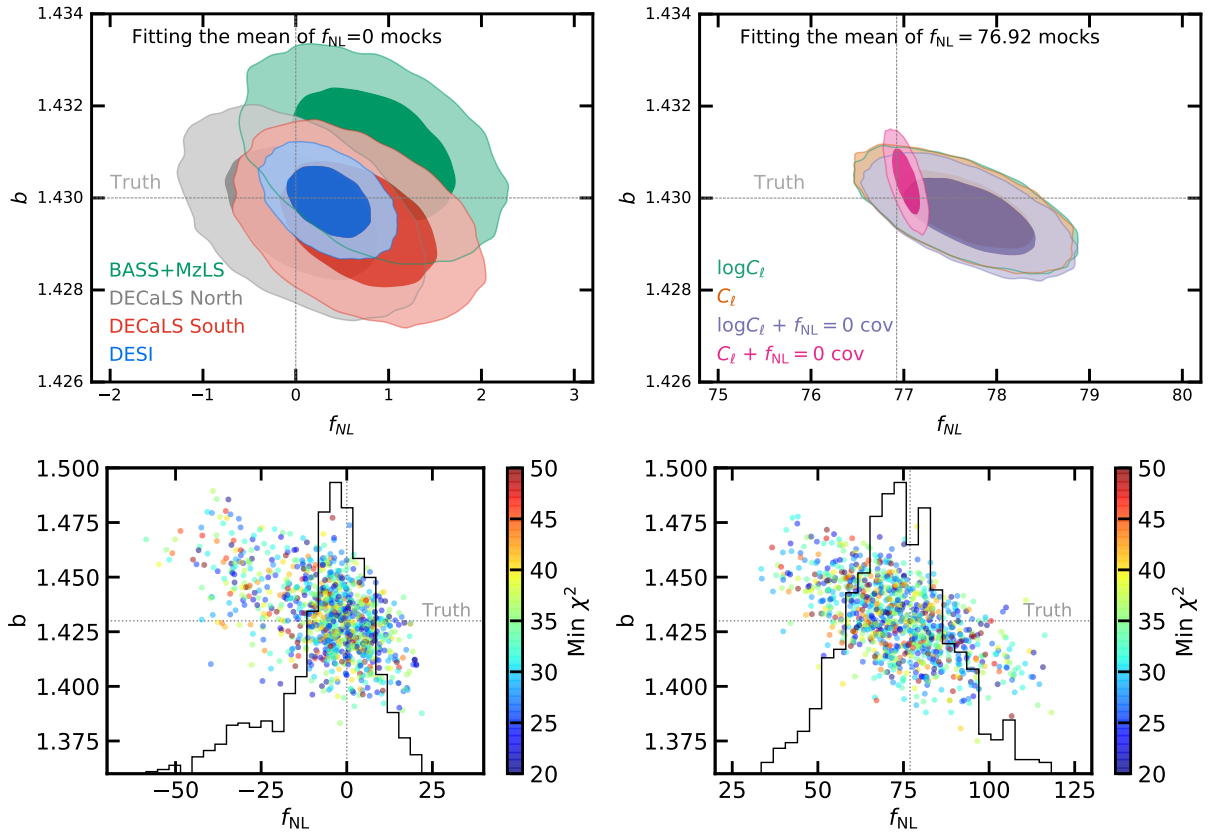 Fitting the mean of f_NL=0 mocks
1.434
1.432
1.430
1.428
1.426
b
Truth
BASS+MzLS
DECaLS North
DECaLS South
DESI
−2 −1 0 1 2 3
f_NL
Fitting the mean of f_NL = 76.92 mocks
1.434
1.432
1.430
1.428
1.426
b
Truth
logC_ℓ
C_ℓ
logC_ℓ + f_NL = 0 cov
C_ℓ + f_NL = 0 cov
75 76 77 78 79 80
f_NL
1.500
1.475
1.450
1.425
1.400
1.375
b
Truth
−50 −25 0 25
f_NL
50
45
40
35
30
25
20
Min χ²
1.500
1.475
1.450
1.425
1.400
1.375
b
Truth
25 50 75 100 125
f_NL
50
45
40
35
30
25
20
Min χ²